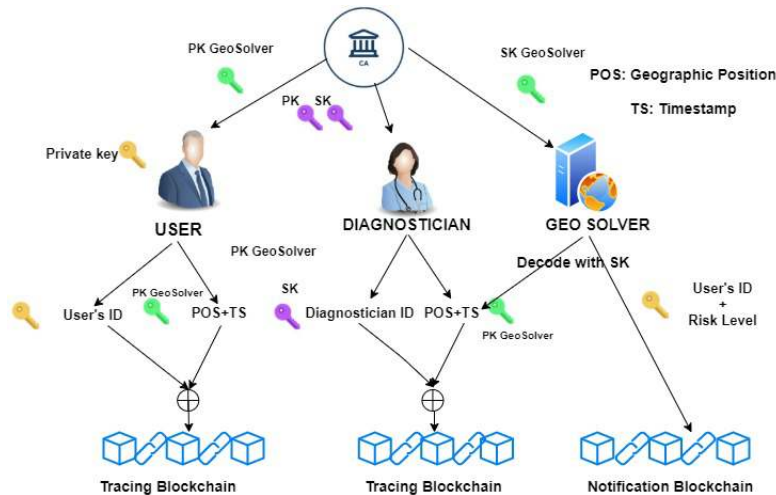 CA
PK GeoSolver
SK GeoSolver
POS: Geographic Position
TS: Timestamp
PK SK
Private key
USER
DIAGNOSTICIAN
GEO SOLVER
PK GeoSolver
Decode with SK
User's ID
+
Risk Level
PK GeoSolver
SK
User's ID
POS+TS
Diagnostician ID
POS+TS
PK GeoSolver
Tracing Blockchain
Tracing Blockchain
Notification Blockchain